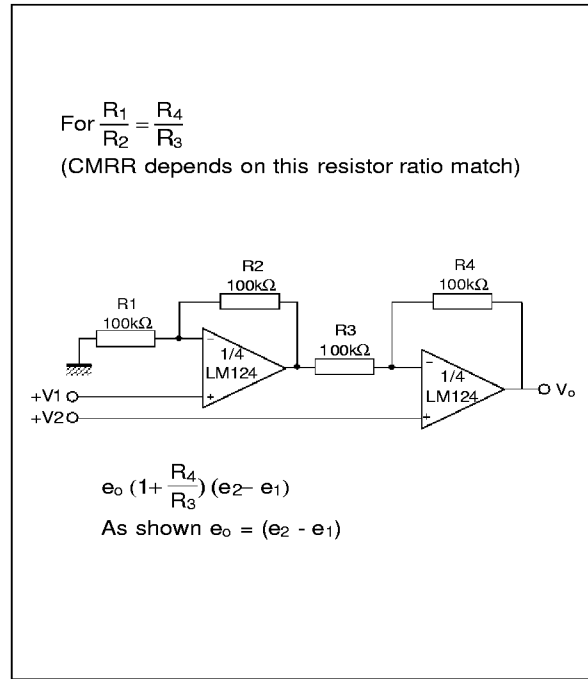 For R₁/R₂ = R₄/R₃
(CMRR depends on this resistor ratio match)
R1
100kΩ
R2
100kΩ
R3
100kΩ
R4
100kΩ
1/4
LM124
1/4
LM124
−
+
−
+
+V1
+V2
Vₒ
eₒ (1+ R₄/R₃) (e₂− e₁)
As shown eₒ = (e₂ - e₁)